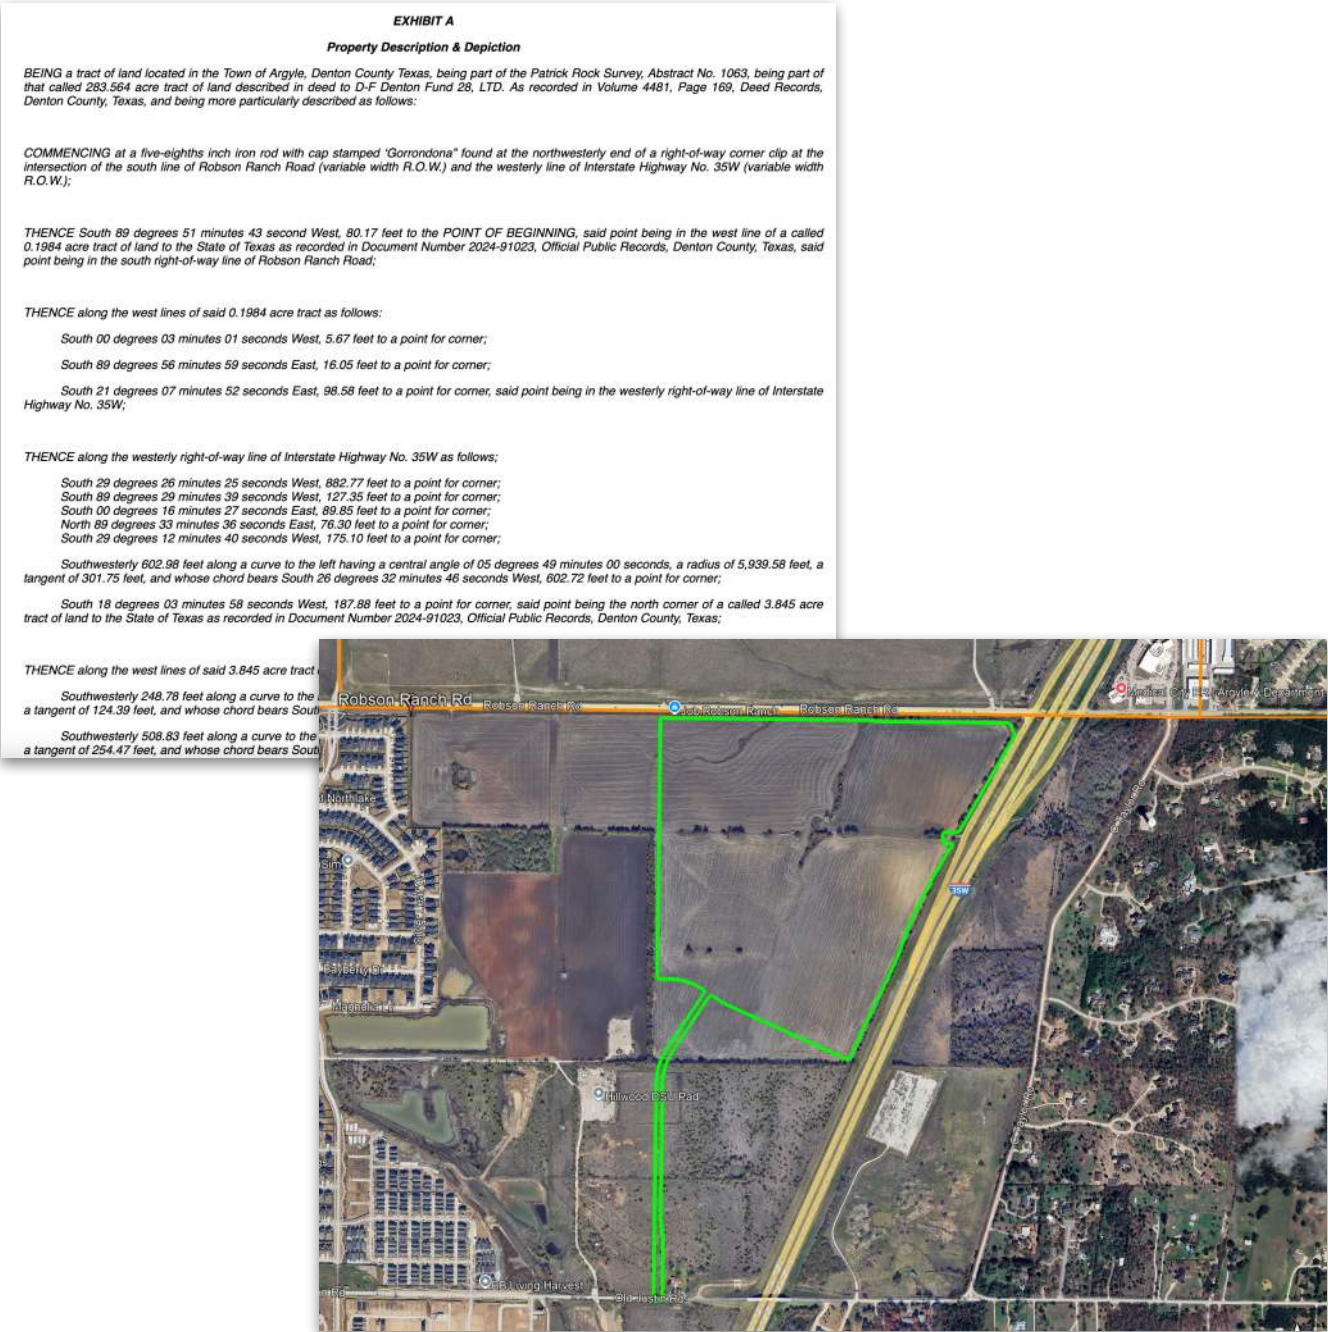 EXHIBIT A
Property Description & Depiction
BEING a tract of land located in the Town of Argyle, Denton County Texas, being part of the Patrick Rock Survey, Abstract No. 1063, being part of
that called 283.564 acre tract of land described in deed to D-F Denton Fund 28, LTD. As recorded in Volume 4481, Page 169, Deed Records,
Denton County, Texas, and being more particularly described as follows:
COMMENCING at a five-eighths inch iron rod with cap stamped 'Gorrondona" found at the northwesterly end of a right-of-way corner clip at the
intersection of the south line of Robson Ranch Road (variable width R.O.W.) and the westerly line of Interstate Highway No. 35W (variable width
R.O.W.);
THENCE South 89 degrees 51 minutes 43 second West, 80.17 feet to the POINT OF BEGINNING, said point being in the west line of a called
0.1984 acre tract of land to the State of Texas as recorded in Document Number 2024-91023, Official Public Records, Denton County, Texas, said
point being in the south right-of-way line of Robson Ranch Road;
THENCE along the west lines of said 0.1984 acre tract as follows:
South 00 degrees 03 minutes 01 seconds West, 5.67 feet to a point for corner;
South 89 degrees 56 minutes 59 seconds East, 16.05 feet to a point for corner;
South 21 degrees 07 minutes 52 seconds East, 98.58 feet to a point for corner, said point being in the westerly right-of-way line of Interstate
Highway No. 35W;
THENCE along the westerly right-of-way line of Interstate Highway No. 35W as follows;
South 29 degrees 26 minutes 25 seconds West, 882.77 feet to a point for corner;
South 89 degrees 29 minutes 39 seconds West, 127.35 feet to a point for corner;
South 00 degrees 16 minutes 27 seconds East, 89.85 feet to a point for corner;
North 89 degrees 33 minutes 36 seconds East, 76.30 feet to a point for corner;
South 29 degrees 12 minutes 40 seconds West, 175.10 feet to a point for corner;
Southwesterly 602.98 feet along a curve to the left having a central angle of 05 degrees 49 minutes 00 seconds, a radius of 5,939.58 feet, a
tangent of 301.75 feet, and whose chord bears South 26 degrees 32 minutes 46 seconds West, 602.72 feet to a point for corner;
South 18 degrees 03 minutes 58 seconds West, 187.88 feet to a point for corner, said point being the north corner of a called 3.845 acre
tract of land to the State of Texas as recorded in Document Number 2024-91023, Official Public Records, Denton County, Texas;
THENCE along the west lines of said 3.845 acre tract
Southwesterly 248.78 feet along a curve to the
a tangent of 124.39 feet, and whose chord bears Sout
Southwesterly 508.83 feet along a curve to the
a tangent of 254.47 feet, and whose chord bears Sout
Robson Ranch Rd
Robson Ranch Rd
Job Robson Ranch
Robson Ranch Rd
Argyle
Department
Northlake
35W
Bayberry Dr
Magnolia Ln
Hillwood DSU Pad
Living Harvest
Old Justin Rd
Rd